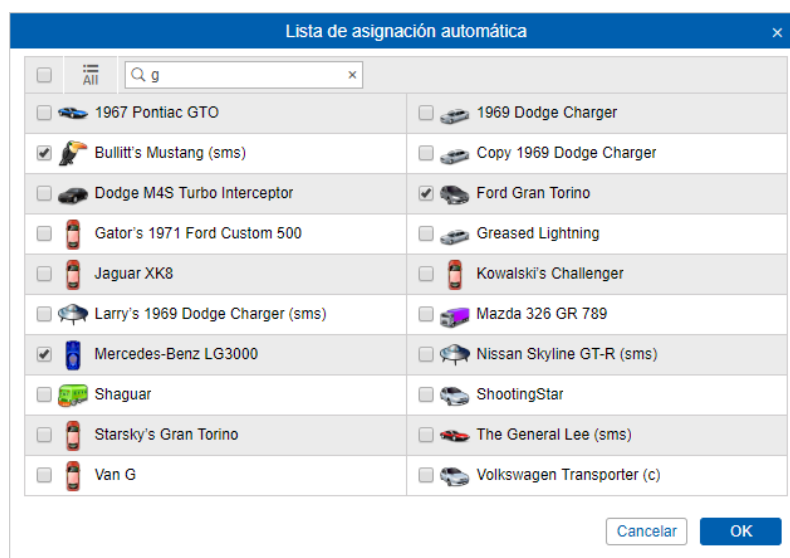 Lista de asignación automática ×
All g ×
1967 Pontiac GTO 1969 Dodge Charger
Bullitt's Mustang (sms) Copy 1969 Dodge Charger
Dodge M4S Turbo Interceptor Ford Gran Torino
Gator's 1971 Ford Custom 500 Greased Lightning
Jaguar XK8 Kowalski's Challenger
Larry's 1969 Dodge Charger (sms) Mazda 326 GR 789
Mercedes-Benz LG3000 Nissan Skyline GT-R (sms)
Shaguar ShootingStar
Starsky's Gran Torino The General Lee (sms)
Van G Volkswagen Transporter (c)
Cancelar OK